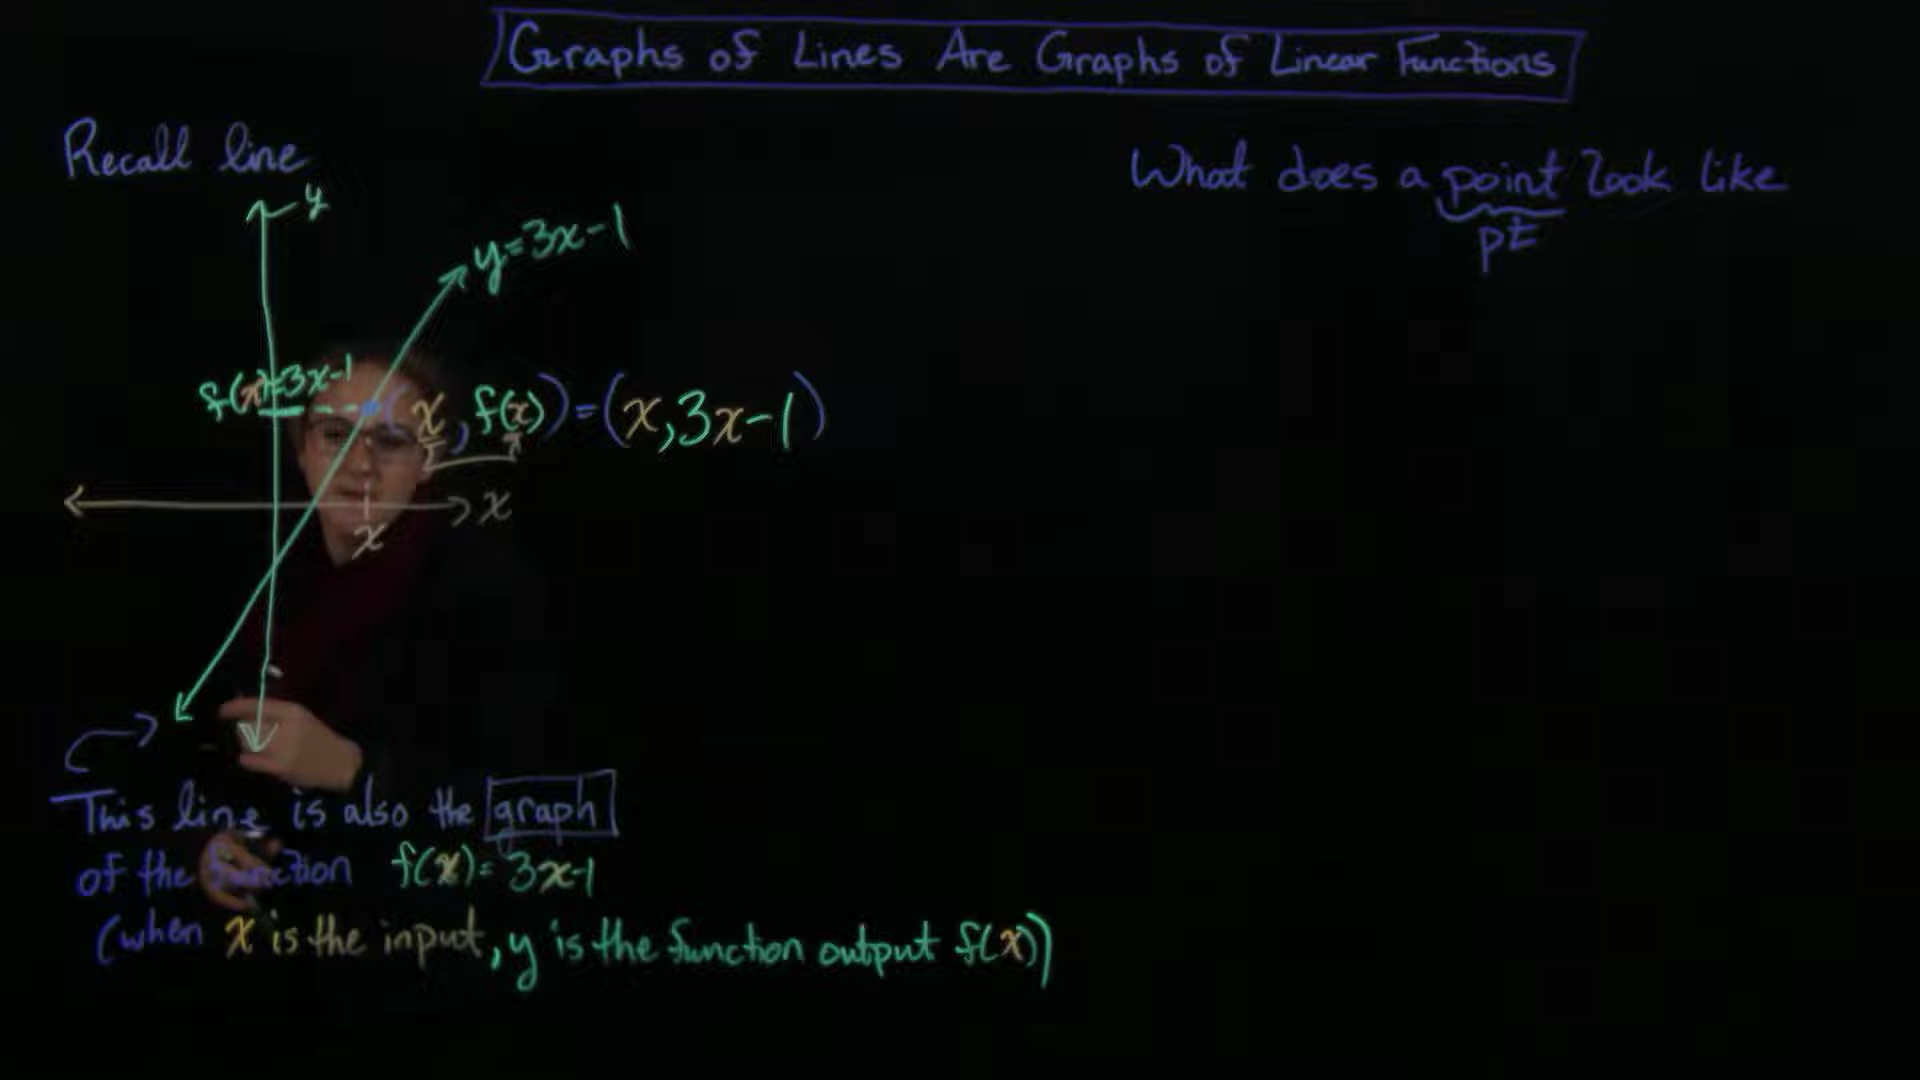 Graphs of Lines Are Graphs of Linear Functions
Recall line
y
y=3x-1
f(x)=3x-1
(x, f(x)) = (x, 3x-1)
x
x
This line is also the graph
of the function f(x)=3x-1
(when x is the input, y is the function output f(x))
What does a point look like
pt